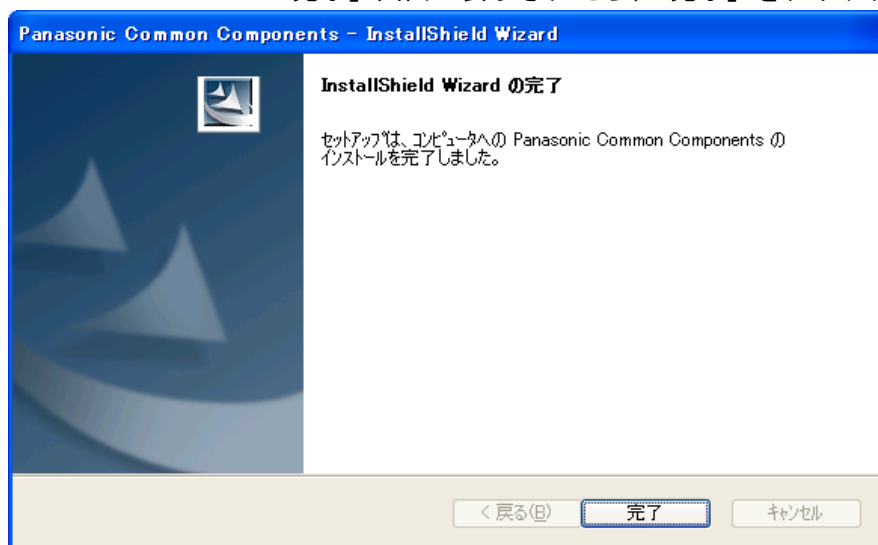 Panasonic Common Components - InstallShield Wizard
InstallShield Wizard の完了
セットアップは、コンピュータへの Panasonic Common Components の
インストールを完了しました。
< 戻る(B)
完了
キャンセル